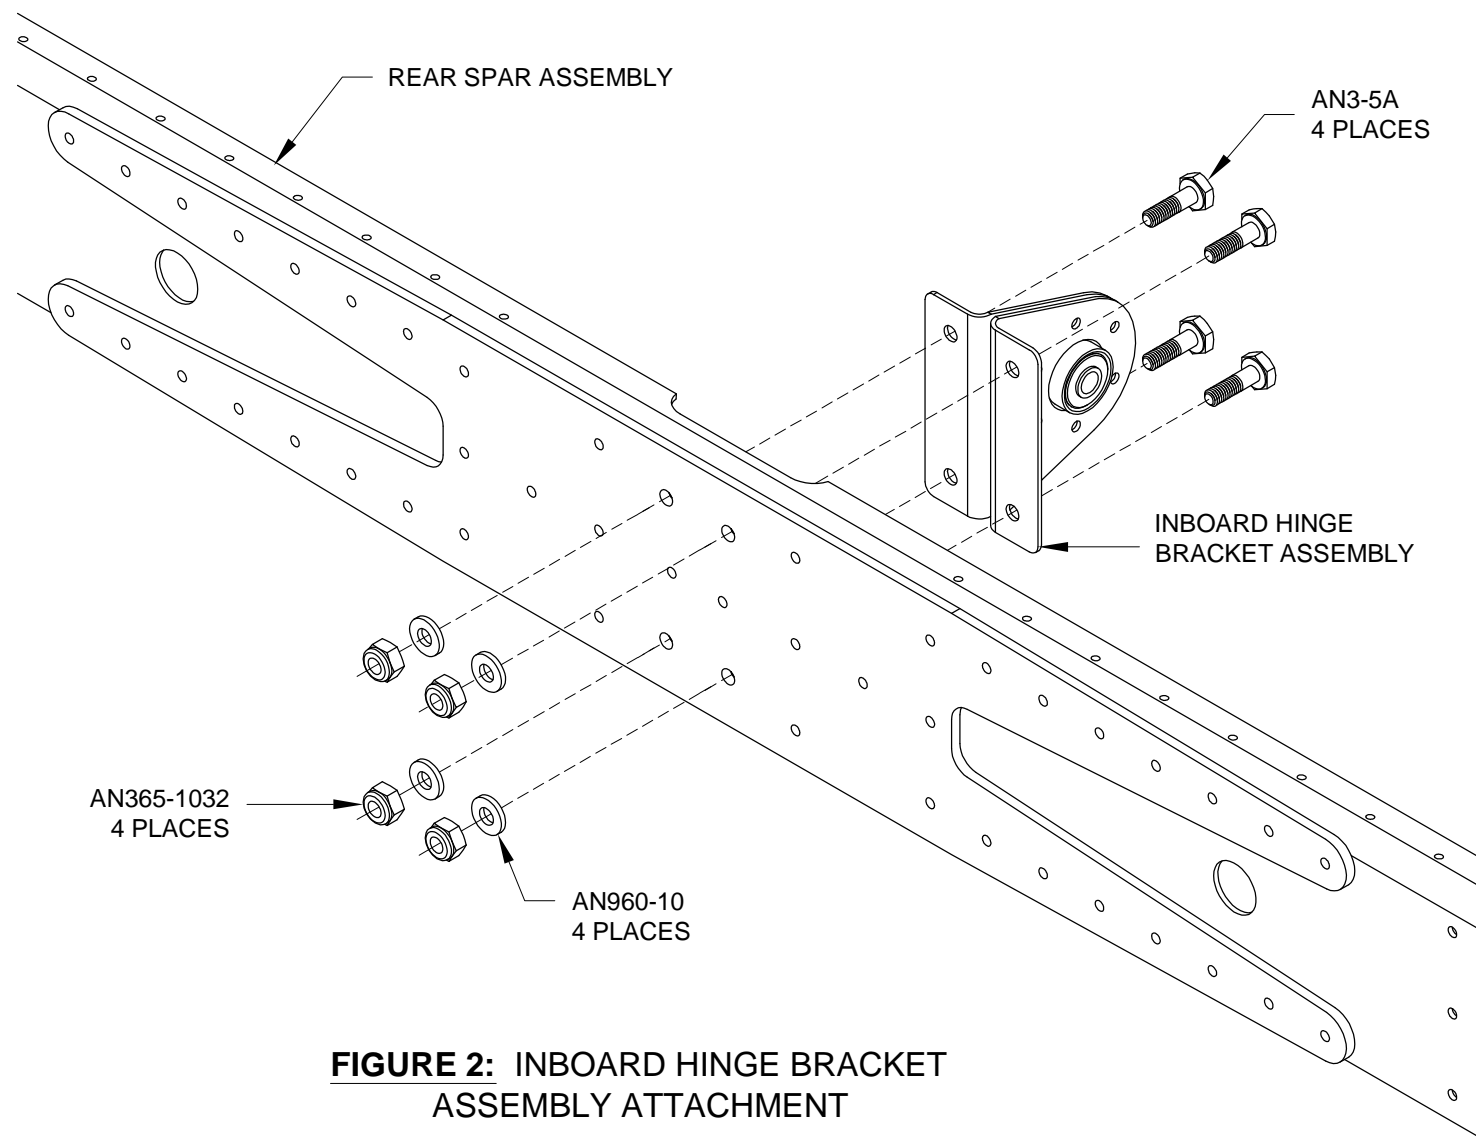 REAR SPAR ASSEMBLY
AN3-5A
4 PLACES
INBOARD HINGE
BRACKET ASSEMBLY
AN365-1032
4 PLACES
AN960-10
4 PLACES
FIGURE 2: INBOARD HINGE BRACKET
ASSEMBLY ATTACHMENT